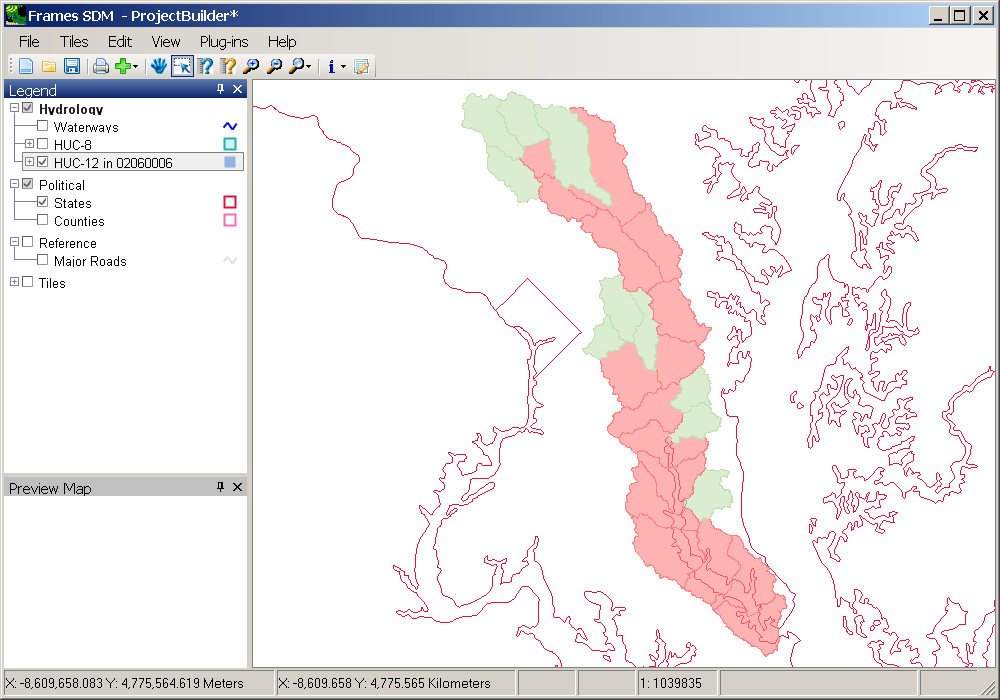 Frames SDM - ProjectBuilder*
File Tiles Edit View Plug-ins Help
Legend
Hydrology
Waterways
HUC-8
HUC-12 in 02060006
Political
States
Counties
Reference
Major Roads
Tiles
Preview Map
X: -8,609,658.083 Y: 4,775,564.619 Meters X: -8,609.658 Y: 4,775.565 Kilometers 1: 1039835